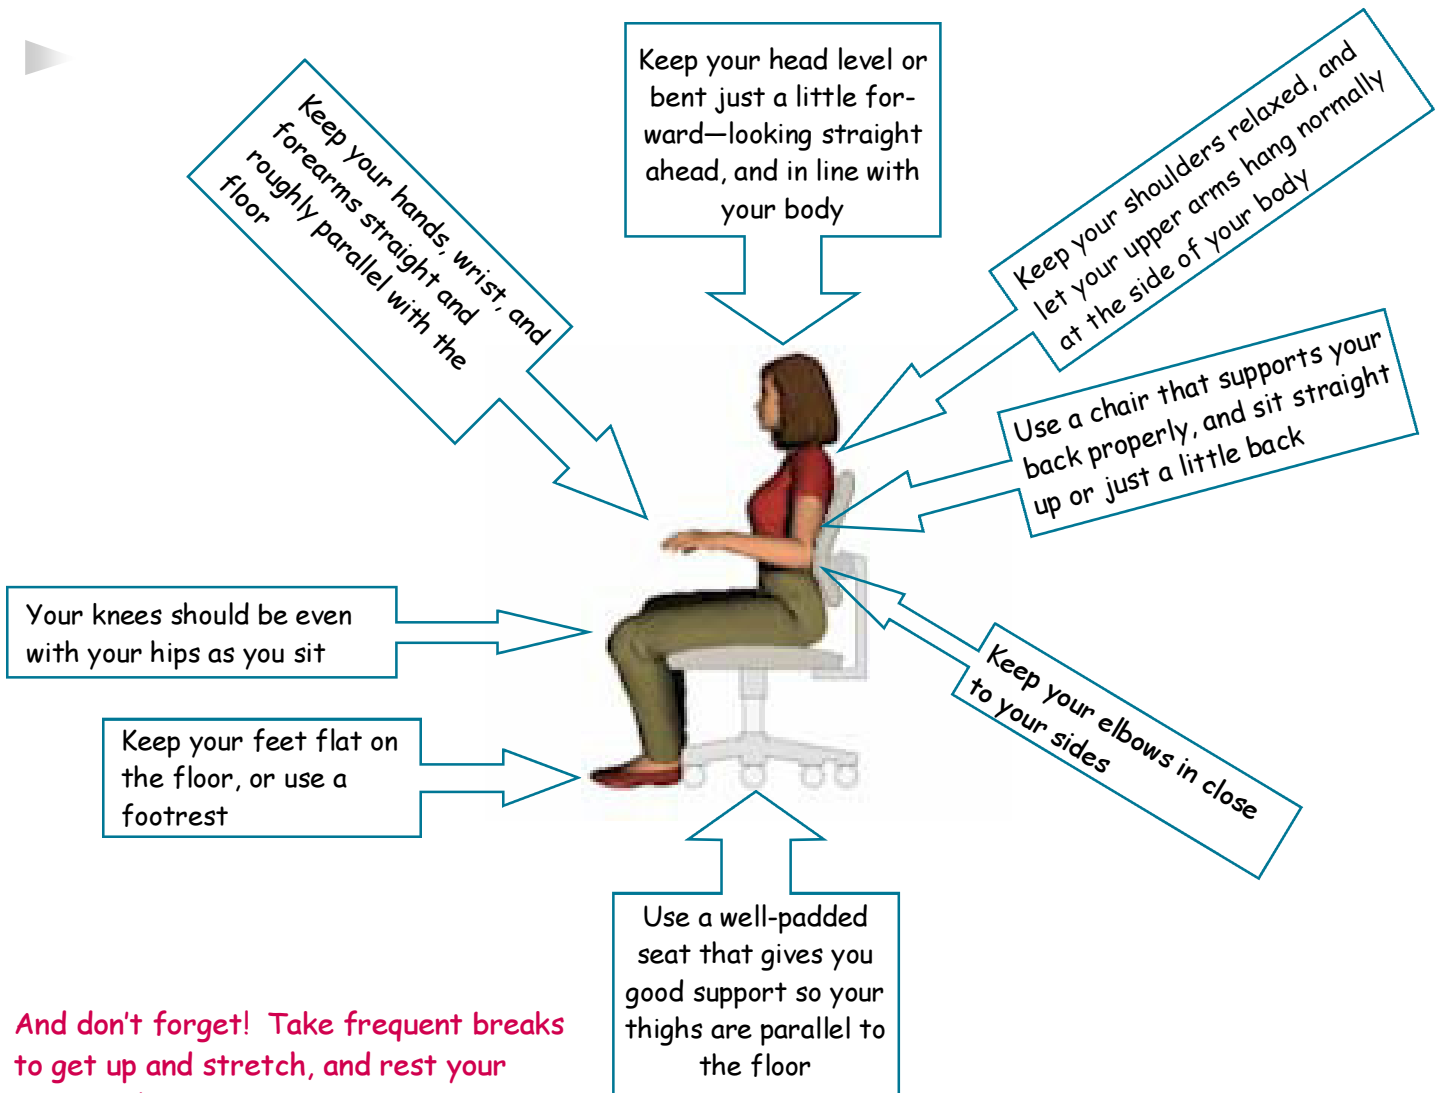 Keep your head level or
bent just a little for-
ward—looking straight
ahead, and in line with
your body
Keep your hands, wrist, and
forearms straight and
roughly parallel with the
floor
Keep your shoulders relaxed, and
let your upper arms hang normally
at the side of your body
Use a chair that supports your
back properly, and sit straight
up or just a little back
Your knees should be even
with your hips as you sit
Keep your elbows in close
to your sides
Keep your feet flat on
the floor, or use a
footrest
Use a well-padded
seat that gives you
good support so your
thighs are parallel to
the floor
And don't forget! Take frequent breaks
to get up and stretch, and rest your